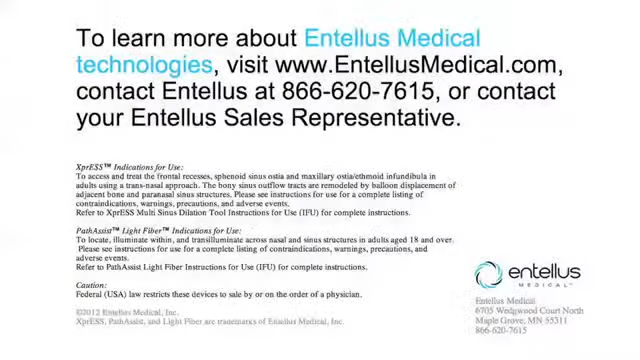 To learn more about Entellus Medical
technologies, visit www.EntellusMedical.com,
contact Entellus at 866-620-7615, or contact
your Entellus Sales Representative.
XprESS™ Indications for Use:
To access and treat the frontal recesses, sphenoid sinus ostia and maxillary ostia/ethmoid infundibula in
adults using a trans-nasal approach. The bony sinus outflow tracts are remodeled by balloon displacement of
adjacent bone and paranasal sinus structures. Please see instructions for use for a complete listing of
contraindications, warnings, precautions, and adverse events.
Refer to XprESS Multi Sinus Dilation Tool Instructions for Use (IFU) for complete instructions.
PathAssist™ Light Fiber™ Indications for Use:
To locate, illuminate within, and transilluminate across nasal and sinus structures in adults aged 18 and over.
Please see instructions for use for a complete listing of contraindications, warnings, precautions, and
adverse events.
Refer to PathAssist Light Fiber Instructions for Use (IFU) for complete instructions.
Caution:
Federal (USA) law restricts these devices to sale by or on the order of a physician.
©2012 Entellus Medical, Inc.
XprESS, PathAssist, and Light Fiber are trademarks of Entellus Medical, Inc.
entellus
MEDICAL™
Entellus Medical
6705 Wedgwood Court North
Maple Grove, MN 55311
866-620-7615